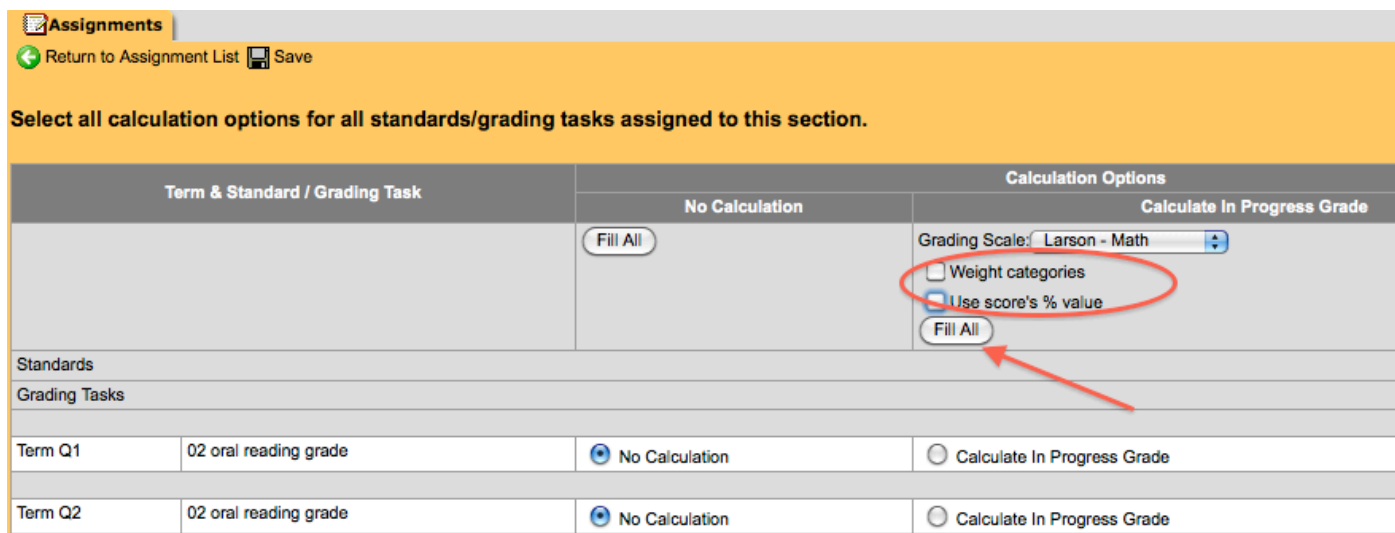 Assignments
Return to Assignment List Save
Select all calculation options for all standards/grading tasks assigned to this section.
Term & Standard / Grading Task
Calculation Options
No Calculation
Calculate In Progress Grade
Fill All
Grading Scale: Larson - Math
Weight categories
Use score's % value
Fill All
Standards
Grading Tasks
Term Q1 02 oral reading grade No Calculation Calculate In Progress Grade
Term Q2 02 oral reading grade No Calculation Calculate In Progress Grade